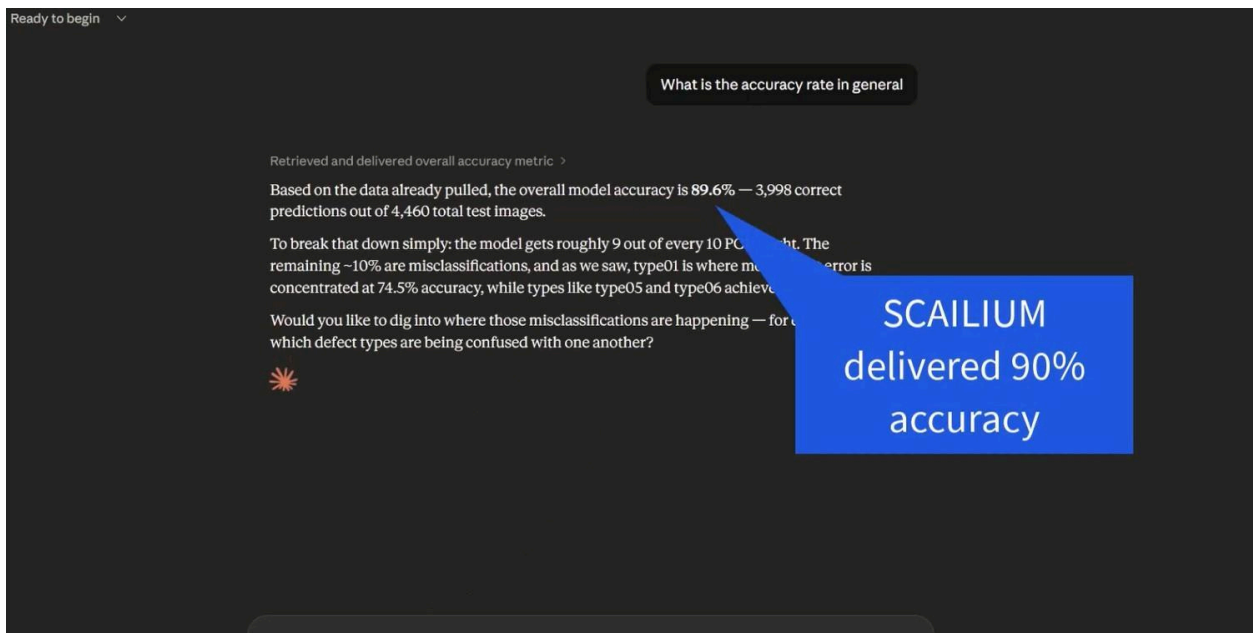 Ready to begin
What is the accuracy rate in general
Retrieved and delivered overall accuracy metric >
Based on the data already pulled, the overall model accuracy is 89.6% — 3,998 correct
predictions out of 4,460 total test images.
To break that down simply: the model gets roughly 9 out of every 10 The
remaining ~10% are misclassifications, and as we saw, type01 is where error is
concentrated at 74.5% accuracy, while types like type05 and type06
Would you like to dig into where those misclassifications are happening — for
which defect types are being confused with one another?
SCAILIUM
delivered 90%
accuracy